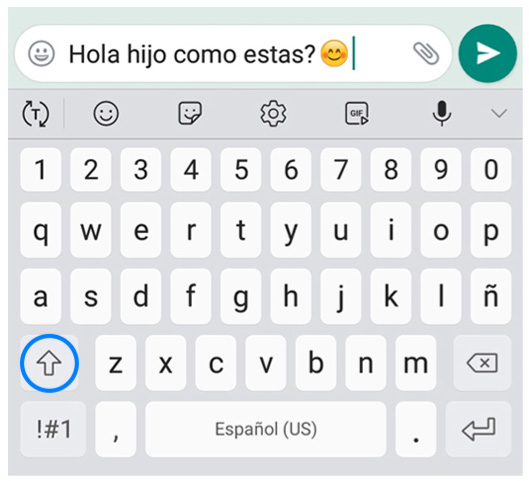 Hola hijo como estas?😊
T GIF
1 2 3 4 5 6 7 8 9 0
q w e r t y u i o p
a s d f g h j k l ñ
z x c v b n m
!#1 , Español (US) .